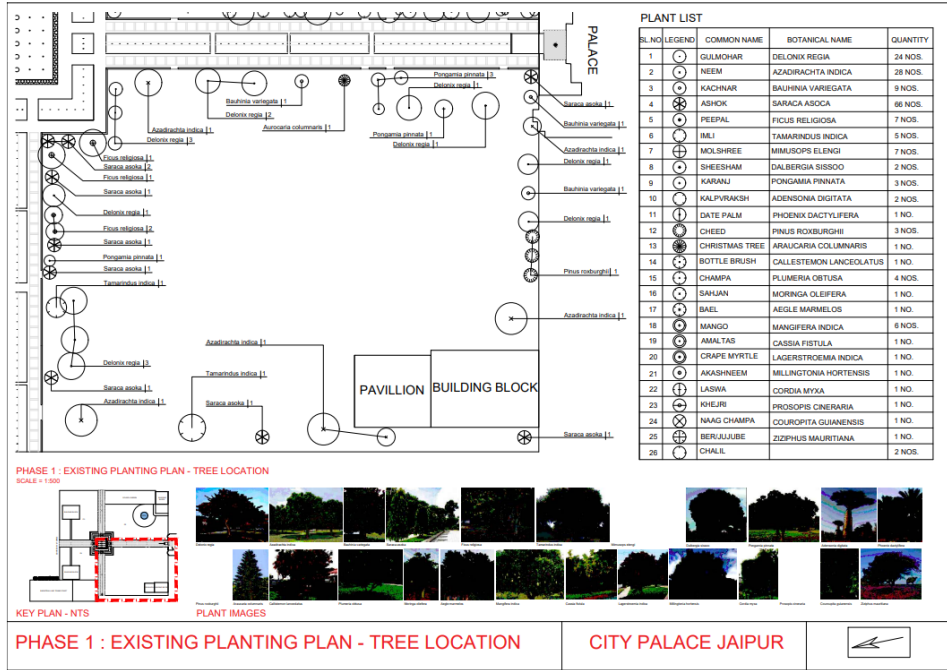 PALACE
Pongamia pinnata 3
Delonix regia 1
Bauhinia variegata 1
Delonix regia 2
Aurocaria columnaris 1
Azadirachta indica 1
Delonix regia 3
Pongamia pinnata 1
Delonix regia 1
Saraca asoka 1
Bauhinia variegata 1
Azadirachta indica 1
Delonix regia 1
Bauhinia variegata 1
Delonix regia 1
Pinus roxburghii 1
Azadirachta indica 1
Saraca asoka 1
Ficus religiosa 1
Saraca asoka 2
Ficus religiosa 1
Saraca asoka 1
Delonix regia 1
Ficus religiosa 2
Saraca asoka 1
Pongamia pinnata 1
Saraca asoka 1
Tamarindus indica 1
Delonix regia 3
Saraca asoka 1
Azadirachta indica 1
Azadirachta indica 1
Tamarindus indica 1
Saraca asoka 1
PAVILLION
BUILDING BLOCK
PLANT LIST
SL.NO. LEGEND COMMON NAME BOTANICAL NAME QUANTITY
1 GULMOHAR DELONIX REGIA 24 NOS.
2 NEEM AZADIRACHTA INDICA 28 NOS.
3 KACHNAR BAUHINIA VARIEGATA 9 NOS.
4 ASHOK SARACA ASOCA 66 NOS.
5 PEEPAL FICUS RELIGIOSA 7 NOS.
6 IMLI TAMARINDUS INDICA 5 NOS.
7 MOLSHREE MIMUSOPS ELENGI 7 NOS.
8 SHEESHAM DALBERGIA SISSOO 2 NOS.
9 KARANJ PONGAMIA PINNATA 3 NOS.
10 KALPVRAKSH ADENSONIA DIGITATA 2 NOS.
11 DATE PALM PHOENIX DACTYLIFERA 1 NO.
12 CHEED PINUS ROXBURGHII 3 NOS.
13 CHRISTMAS TREE ARAUCARIA COLUMNARIS 1 NO.
14 BOTTLE BRUSH CALLESTEMON LANCEOLATUS 1 NO.
15 CHAMPA PLUMERIA OBTUSA 4 NOS.
16 SAHJAN MORINGA OLEIFERA 1 NO.
17 BAEL AEGLE MARMELOS 1 NO.
18 MANGO MANGIFERA INDICA 6 NOS.
19 AMALTAS CASSIA FISTULA 1 NO.
20 CRAPE MYRTLE LAGERSTROEMIA INDICA 1 NO.
21 AKASHNEEM MILLINGTONIA HORTENSIS 1 NO.
22 LASWA CORDIA MYXA 1 NO.
23 KHEJRI PROSOPIS CINERARIA 1 NO.
24 NAAG CHAMPA COUROPITA GUIANENSIS 1 NO.
25 BER/JUJUBE ZIZIPHUS MAURITIANA 1 NO.
26 CHALIL 2 NOS.
PHASE 1 : EXISTING PLANTING PLAN - TREE LOCATION
SCALE = 1:500
KEY PLAN - NTS
PLANT IMAGES
PHASE 1 : EXISTING PLANTING PLAN - TREE LOCATION
CITY PALACE JAIPUR